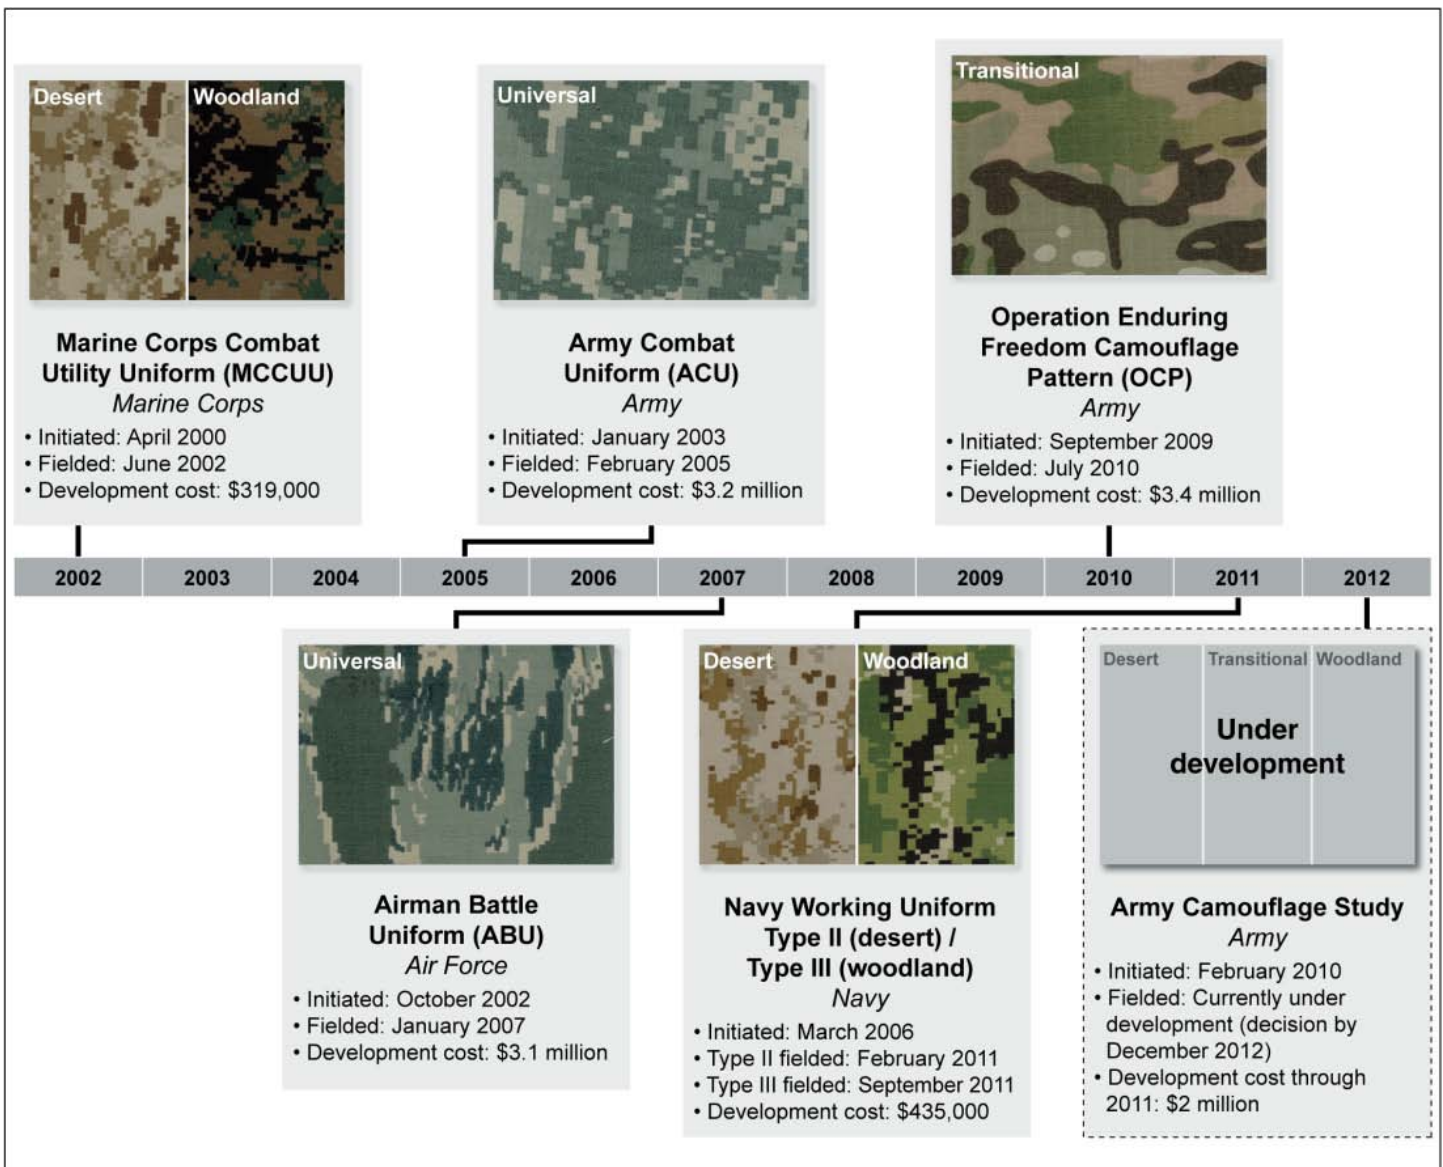 Desert
Woodland
Marine Corps Combat
Utility Uniform (MCCUU)
Marine Corps
• Initiated: April 2000
• Fielded: June 2002
• Development cost: $319,000
Universal
Army Combat
Uniform (ACU)
Army
• Initiated: January 2003
• Fielded: February 2005
• Development cost: $3.2 million
Transitional
Operation Enduring
Freedom Camouflage
Pattern (OCP)
Army
• Initiated: September 2009
• Fielded: July 2010
• Development cost: $3.4 million
2002 2003 2004 2005 2006 2007 2008 2009 2010 2011 2012
Universal
Airman Battle
Uniform (ABU)
Air Force
• Initiated: October 2002
• Fielded: January 2007
• Development cost: $3.1 million
Desert
Woodland
Navy Working Uniform
Type II (desert) /
Type III (woodland)
Navy
• Initiated: March 2006
• Type II fielded: February 2011
• Type III fielded: September 2011
• Development cost: $435,000
Desert
Transitional
Woodland
Under
development
Army Camouflage Study
Army
• Initiated: February 2010
• Fielded: Currently under
development (decision by
December 2012)
• Development cost through
2011: $2 million